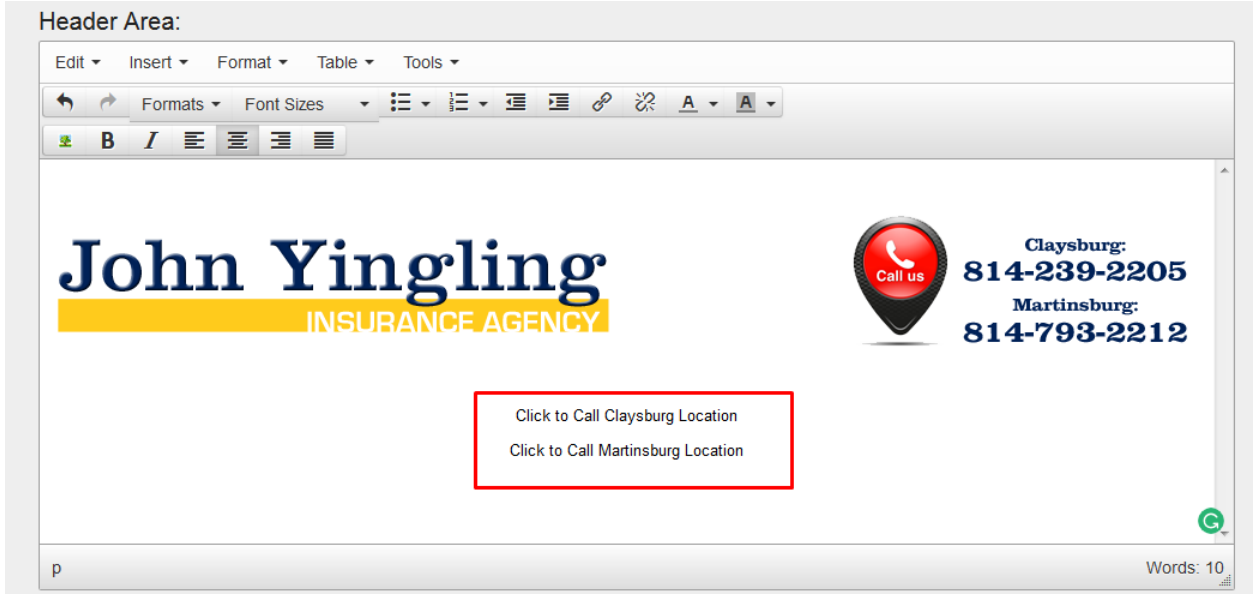 Header Area:
Edit Insert Format Table Tools
Formats Font Sizes A A
B I
John Yingling
INSURANCE AGENCY
Call us
Claysburg:
814-239-2205
Martinsburg:
814-793-2212
Click to Call Claysburg Location
Click to Call Martinsburg Location
p
Words: 10